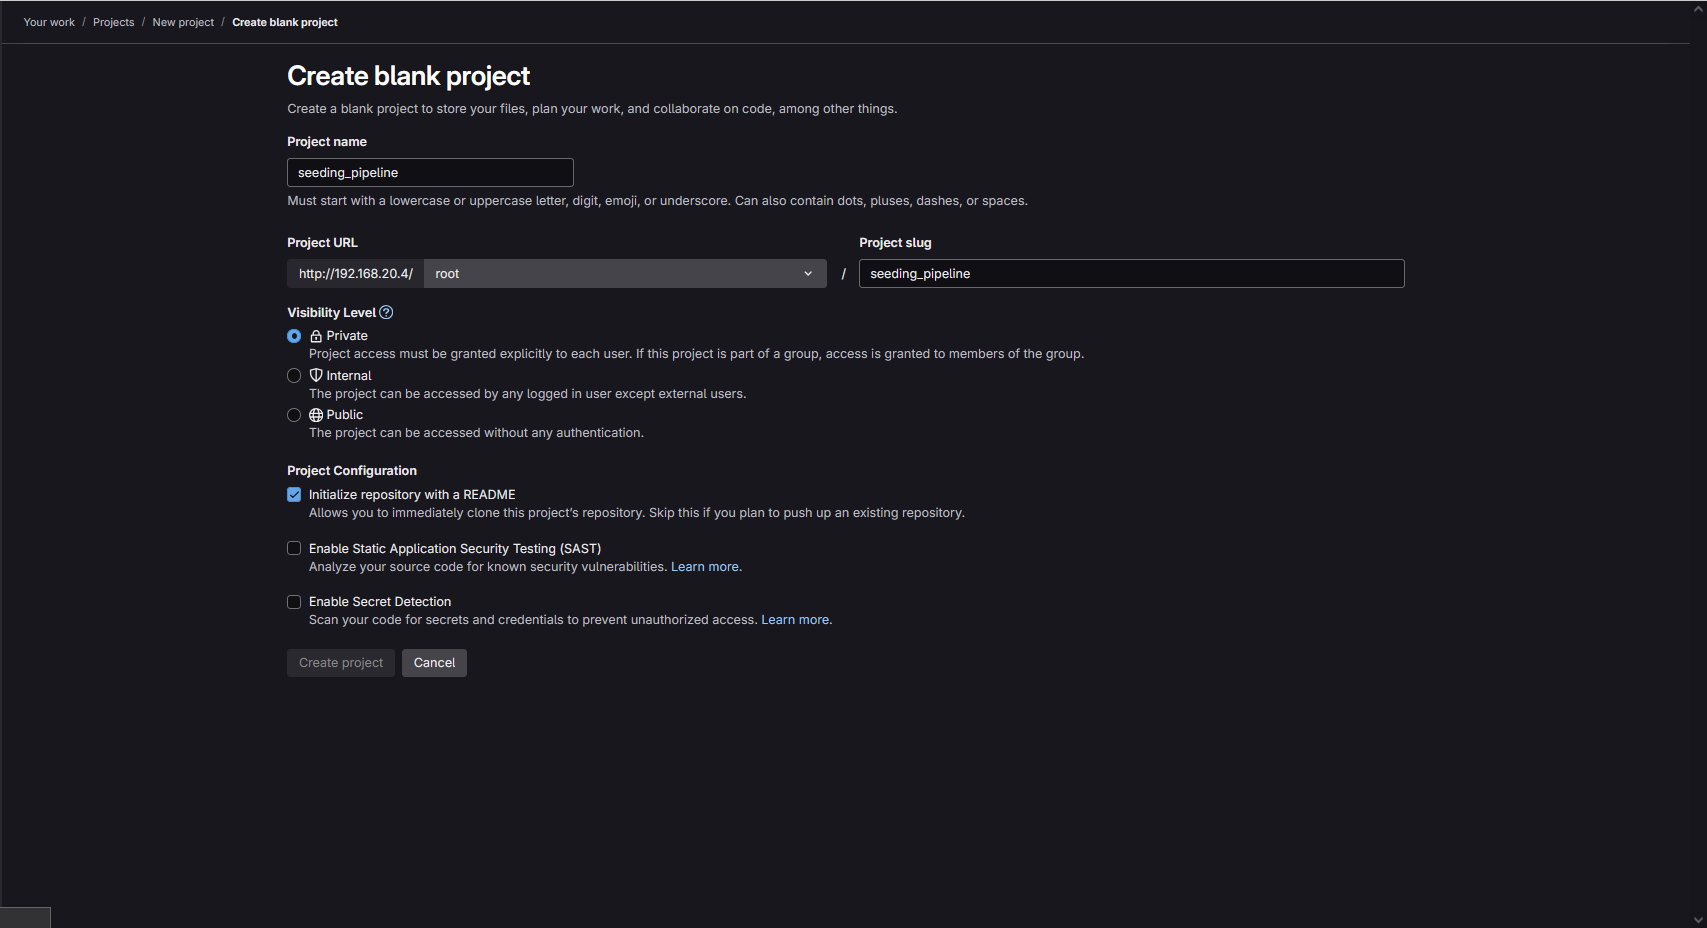 Your work / Projects / New project / Create blank project
Create blank project
Create a blank project to store your files, plan your work, and collaborate on code, among other things.
Project name
seeding_pipeline
Must start with a lowercase or uppercase letter, digit, emoji, or underscore. Can also contain dots, pluses, dashes, or spaces.
Project URL
http://192.168.20.4/ root
/
Project slug
seeding_pipeline
Visibility Level ?
Private
Project access must be granted explicitly to each user. If this project is part of a group, access is granted to members of the group.
Internal
The project can be accessed by any logged in user except external users.
Public
The project can be accessed without any authentication.
Project Configuration
Initialize repository with a README
Allows you to immediately clone this project’s repository. Skip this if you plan to push up an existing repository.
Enable Static Application Security Testing (SAST)
Analyze your source code for known security vulnerabilities. Learn more.
Enable Secret Detection
Scan your code for secrets and credentials to prevent unauthorized access. Learn more.
Create project Cancel